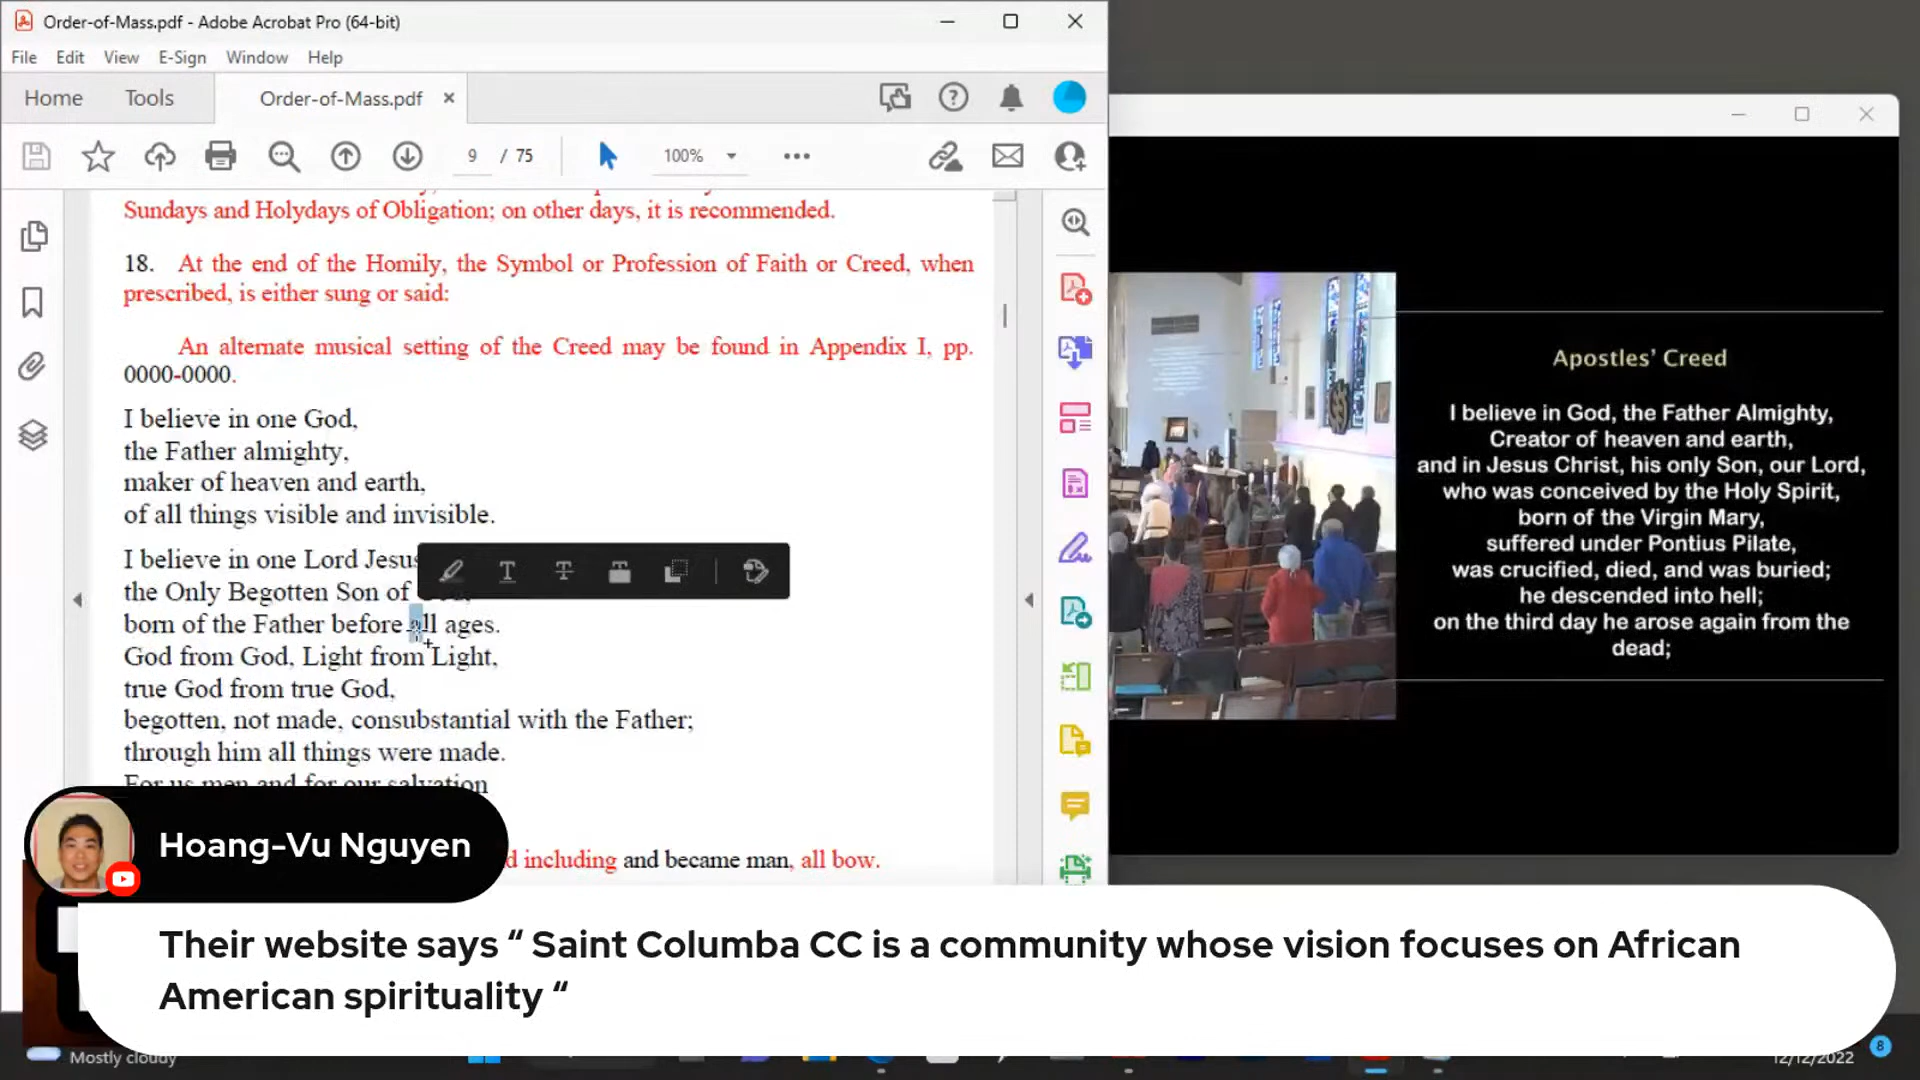 Order-of-Mass.pdf - Adobe Acrobat Pro (64-bit)
File Edit View E-Sign Window Help
Home Tools Order-of-Mass.pdf
9 / 75 100%
Sundays and Holydays of Obligation; on other days, it is recommended.
18. At the end of the Homily, the Symbol or Profession of Faith or Creed, when
prescribed, is either sung or said:
An alternate musical setting of the Creed may be found in Appendix I, pp.
0000-0000.
I believe in one God,
the Father almighty,
maker of heaven and earth,
of all things visible and invisible.
I believe in one Lord Jesus
the Only Begotten Son of
born of the Father before all ages.
God from God, Light from Light,
true God from true God,
begotten, not made, consubstantial with the Father;
through him all things were made.
For us men and for our salvation
including and became man, all bow.
Apostles' Creed
I believe in God, the Father Almighty,
Creator of heaven and earth,
and in Jesus Christ, his only Son, our Lord,
who was conceived by the Holy Spirit,
born of the Virgin Mary,
suffered under Pontius Pilate,
was crucified, died, and was buried;
he descended into hell;
on the third day he arose again from the
dead;
Hoang-Vu Nguyen
Their website says “ Saint Columba CC is a community whose vision focuses on African
American spirituality “
Mostly cloudy
12/12/2022
8